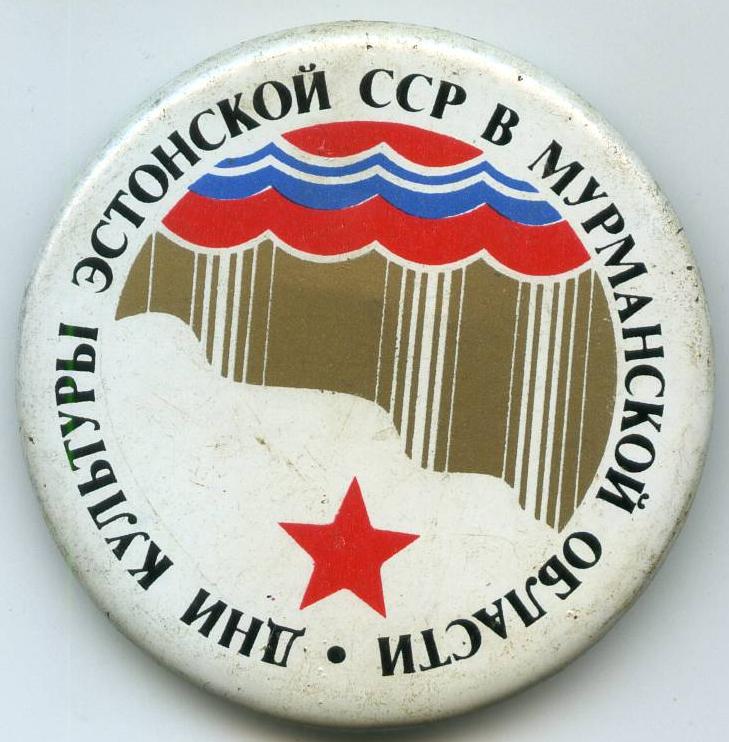 ДНИ КУЛЬТУРЫ ЭСТОНСКОЙ ССР В МУРМАНСКОЙ ОБЛАСТИ •